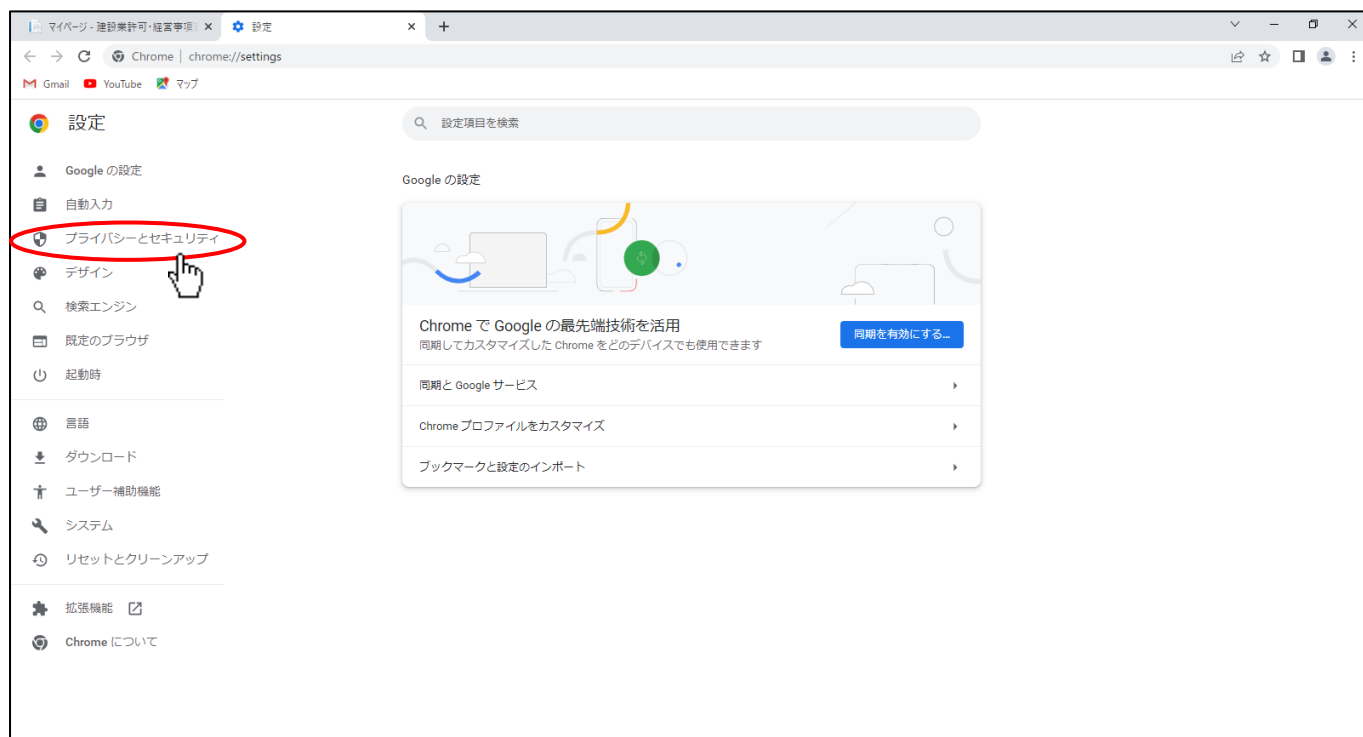 マイページ - 建設業許可・経営事項
設定
Chrome | chrome://settings
Gmail YouTube マップ
設定
設定項目を検索
Google の設定
自動入力
プライバシーとセキュリティ
デザイン
検索エンジン
既定のブラウザ
起動時
言語
ダウンロード
ユーザー補助機能
システム
リセットとクリーンアップ
拡張機能
Chrome について
Google の設定
Chrome で Google の最先端技術を活用
同期してカスタマイズした Chrome をどのデバイスでも使用できます
同期を有効にする...
同期と Google サービス
Chrome プロファイルをカスタマイズ
ブックマークと設定のインポート